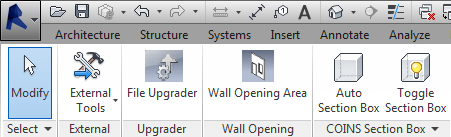 Architecture Structure Systems Insert Annotate Analyze
Modify External Tools File Upgrader Wall Opening Area Auto Section Box Toggle Section Box
Select External Upgrader Wall Opening COINS Section Box